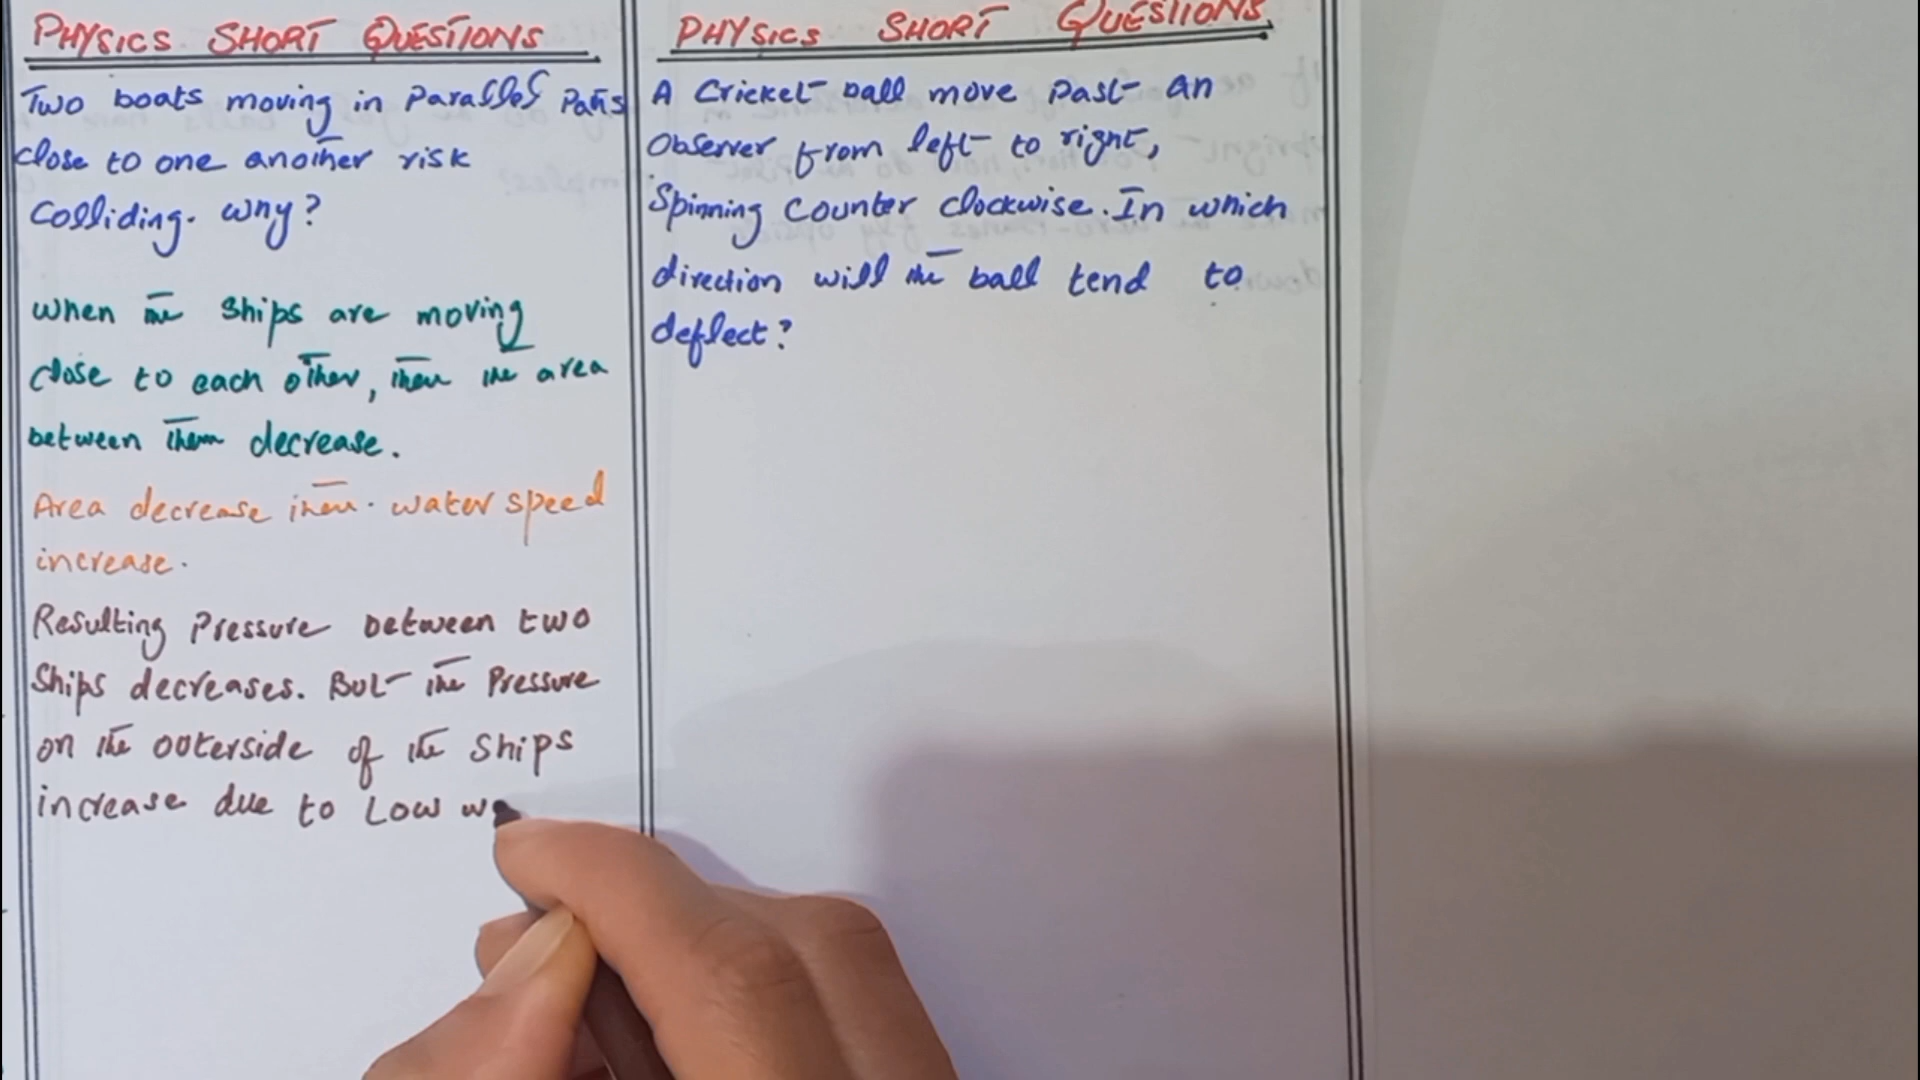 PHYSICS SHORT QUESTIONS
Two boats moving in Parallel Paths
close to one another risk
Colliding. Why?
When the ships are moving
close to each other, then the area
between them decrease.
Area decrease then water speed
increase.
Resulting Pressure between two
Ships decreases. But the Pressure
on the outerside of the Ships
increase due to Low
PHYSICS SHORT QUESTIONS
A Cricket ball move past an
Observer from left to right,
Spinning Counter clockwise. In which
direction will the ball tend to
deflect?